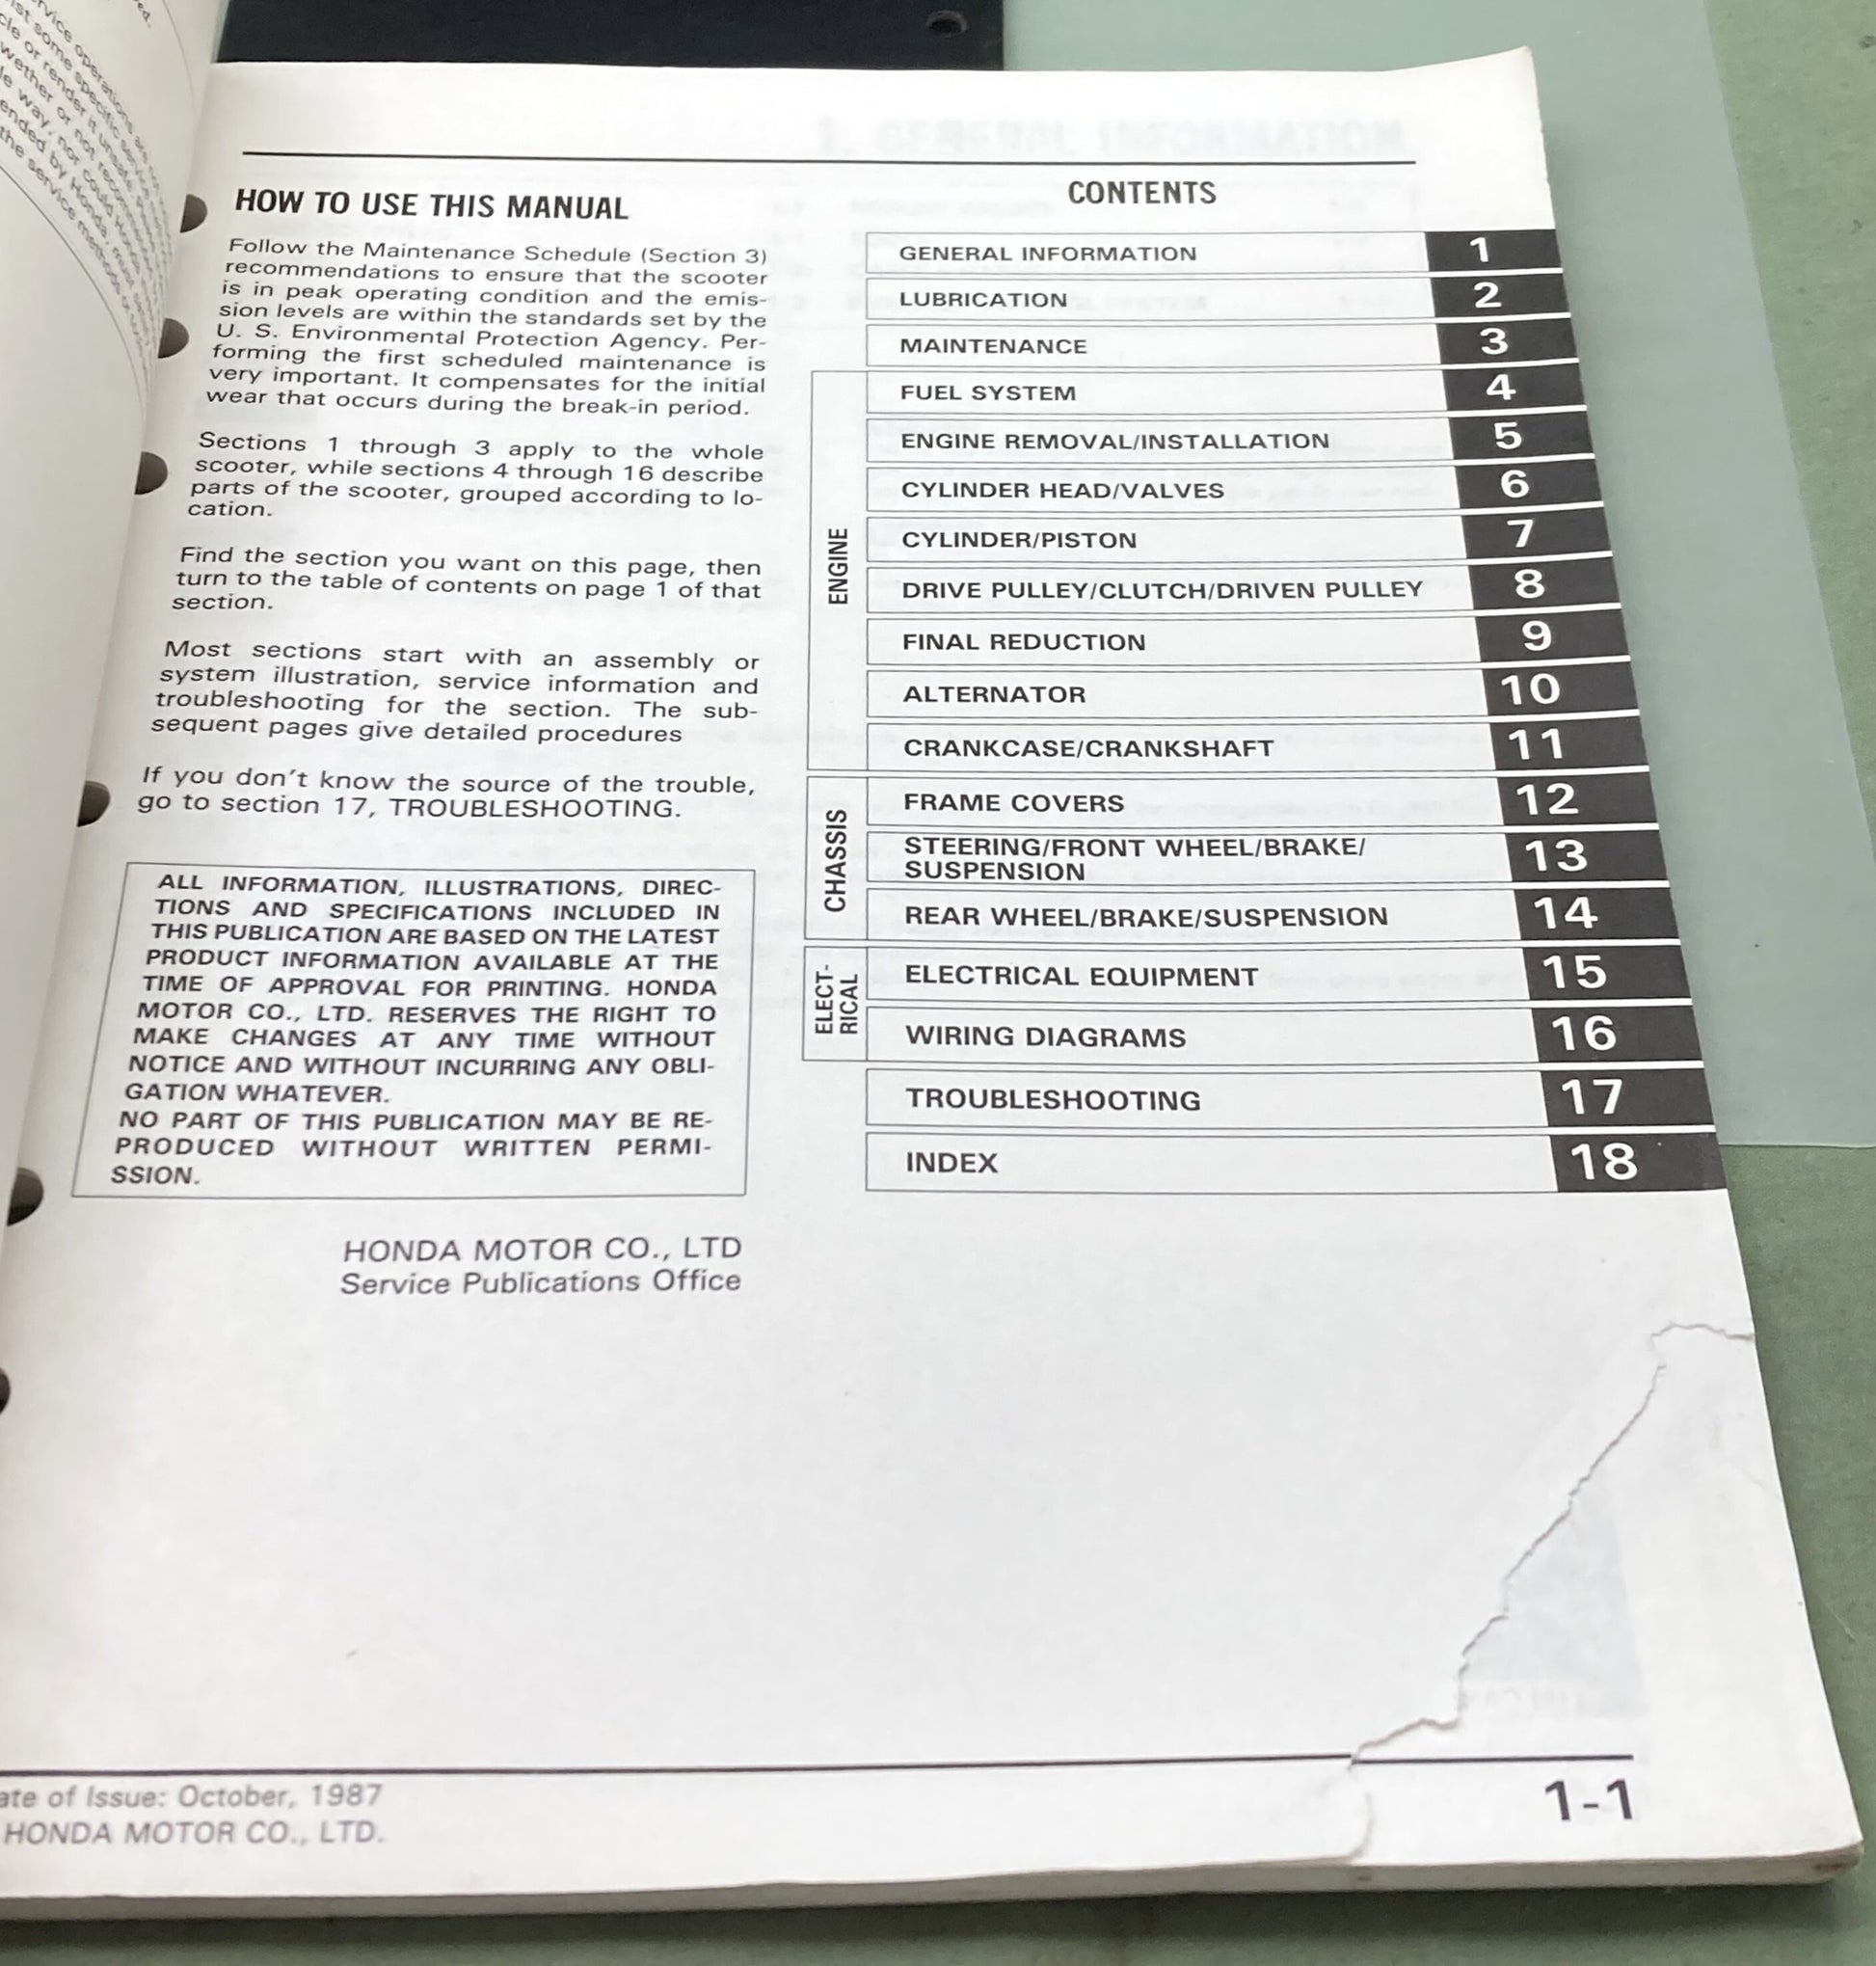 HOW TO USE THIS MANUAL
Follow the Maintenance Schedule (Section 3)
recommendations to ensure that the scooter
is in peak operating condition and the emis-
sion levels are within the standards set by the
U. S. Environmental Protection Agency. Per-
forming the first scheduled maintenance is
very important. It compensates for the initial
wear that occurs during the break-in period.
Sections 1 through 3 apply to the whole
scooter, while sections 4 through 16 describe
parts of the scooter, grouped according to lo-
cation.
Find the section you want on this page, then
turn to the table of contents on page 1 of that
section.
Most sections start with an assembly or
system illustration, service information and
troubleshooting for the section. The sub-
sequent pages give detailed procedures
If you don't know the source of the trouble,
go to section 17, TROUBLESHOOTING.
ALL INFORMATION, ILLUSTRATIONS, DIREC-
TIONS AND SPECIFICATIONS INCLUDED IN
THIS PUBLICATION ARE BASED ON THE LATEST
PRODUCT INFORMATION AVAILABLE AT THE
TIME OF APPROVAL FOR PRINTING. HONDA
MOTOR CO., LTD. RESERVES THE RIGHT TO
MAKE CHANGES AT ANY TIME WITHOUT
NOTICE AND WITHOUT INCURRING ANY OBLI-
GATION WHATEVER.
NO PART OF THIS PUBLICATION MAY BE RE-
PRODUCED WITHOUT WRITTEN PERMI-
SSION.
HONDA MOTOR CO., LTD
Service Publications Office
CONTENTS
GENERAL INFORMATION 1
LUBRICATION 2
MAINTENANCE 3
ENGINE
FUEL SYSTEM 4
ENGINE REMOVAL/INSTALLATION 5
CYLINDER HEAD/VALVES 6
CYLINDER/PISTON 7
DRIVE PULLEY/CLUTCH/DRIVEN PULLEY 8
FINAL REDUCTION 9
ALTERNATOR 10
CRANKCASE/CRANKSHAFT 11
CHASSIS
FRAME COVERS 12
STEERING/FRONT WHEEL/BRAKE/
SUSPENSION 13
REAR WHEEL/BRAKE/SUSPENSION 14
ELECT-
RICAL
ELECTRICAL EQUIPMENT 15
WIRING DIAGRAMS 16
TROUBLESHOOTING 17
INDEX 18
ate of Issue: October, 1987
HONDA MOTOR CO., LTD.
1-1